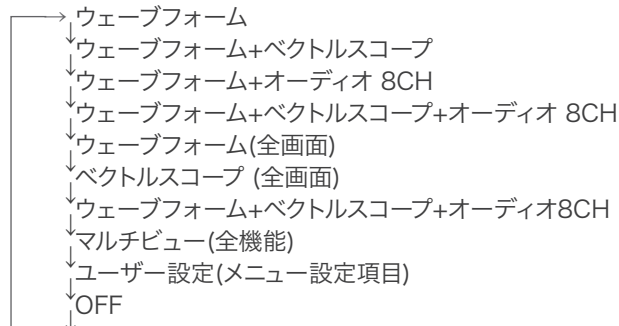 ウェーブフォーム
ウェーブフォーム+ベクトルスコープ
ウェーブフォーム+オーディオ 8CH
ウェーブフォーム+ベクトルスコープ+オーディオ 8CH
ウェーブフォーム(全画面)
ベクトルスコープ (全画面)
ウェーブフォーム+ベクトルスコープ+オーディオ8CH
マルチビュー(全機能)
ユーザー設定(メニュー設定項目)
OFF